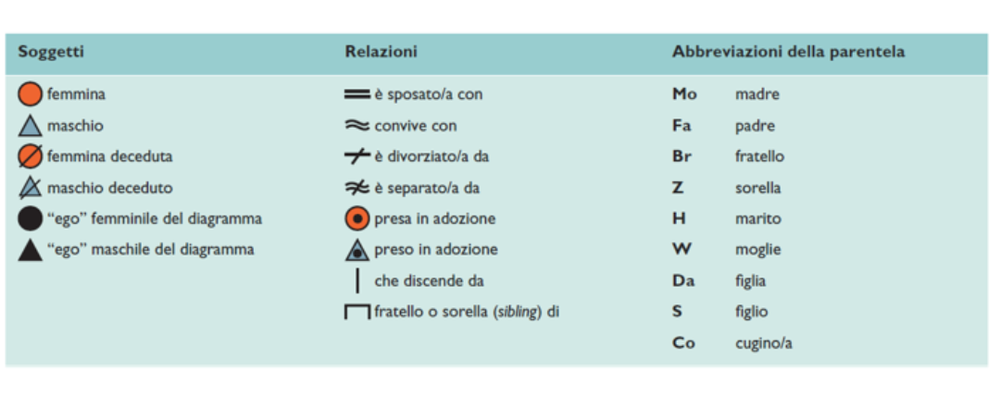 Soggetti
femmina
maschio
femmina deceduta
maschio deceduto
“ego” femminile del diagramma
“ego” maschile del diagramma
Relazioni
è sposato/a con
convive con
è divorziato/a da
è separato/a da
presa in adozione
preso in adozione
che discende da
fratello o sorella (sibling) di
Abbreviazioni della parentela
Mo madre
Fa padre
Br fratello
Z sorella
H marito
W moglie
Da figlia
S figlio
Co cugino/a